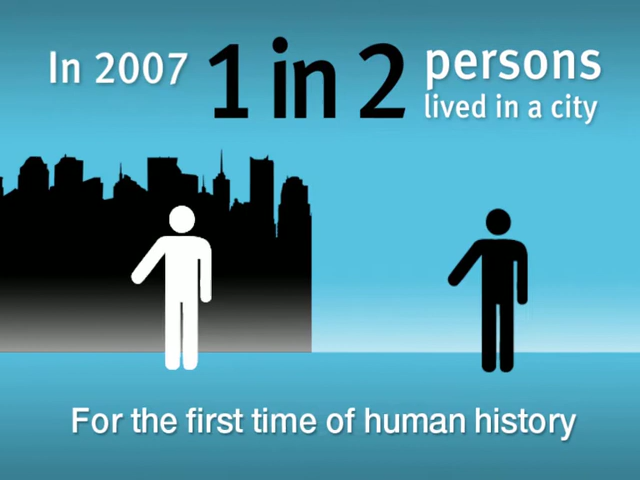 In 2007 1 in 2 persons
lived in a city
For the first time of human history